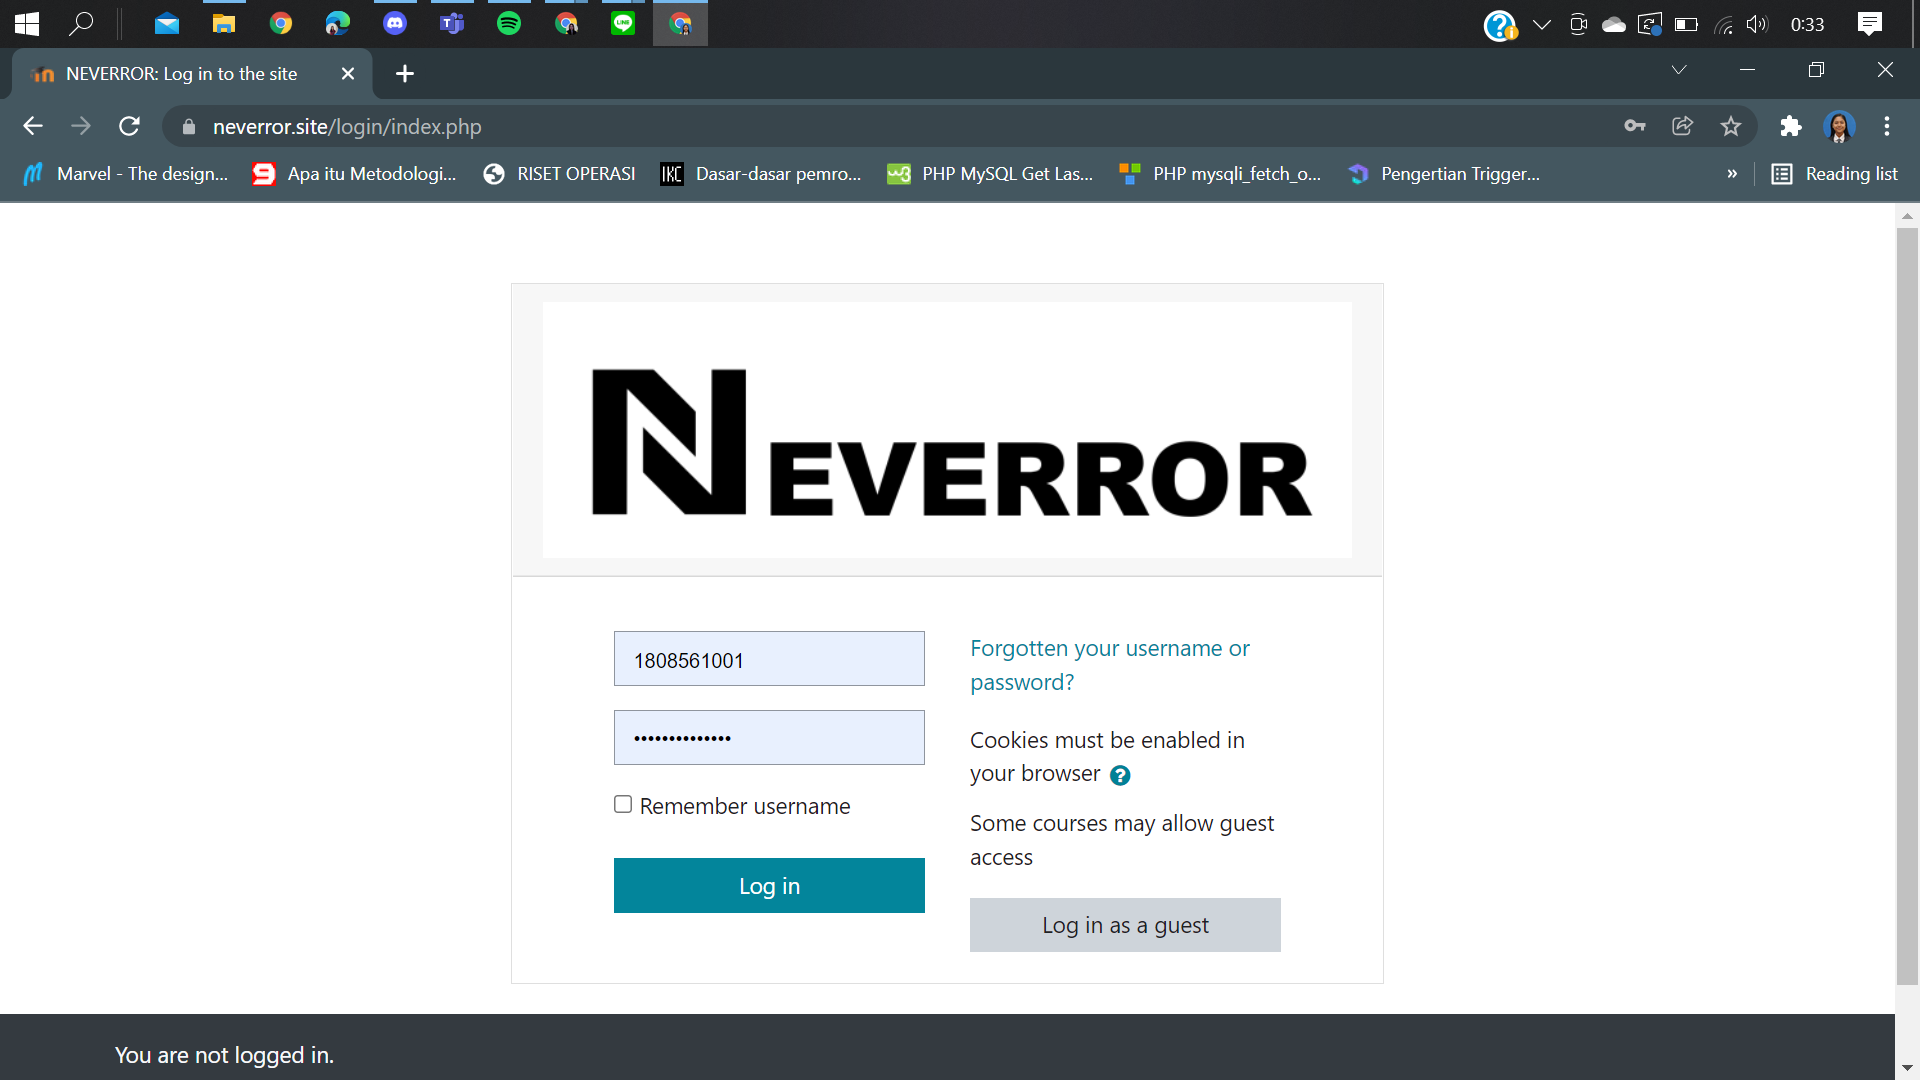 0:33
NEVERROR: Log in to the site
neverror.site/login/index.php
Marvel - The design... Apa itu Metodologi... RISET OPERASI IKC Dasar-dasar pemro... w3 PHP MySQL Get Las... PHP mysqli_fetch_o... Pengertian Trigger... » Reading list
NEVERROR
1808561001
••••••••••••••
Remember username
Log in
Forgotten your username or
password?
Cookies must be enabled in
your browser ?
Some courses may allow guest
access
Log in as a guest
You are not logged in.